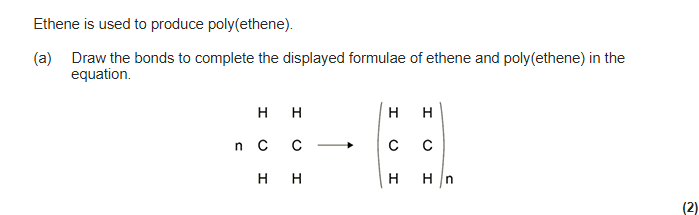 Ethene is used to produce poly(ethene).
(a) Draw the bonds to complete the displayed formulae of ethene and poly(ethene) in the
equation.
H H H H
n C C C C
H H H H n
(2)